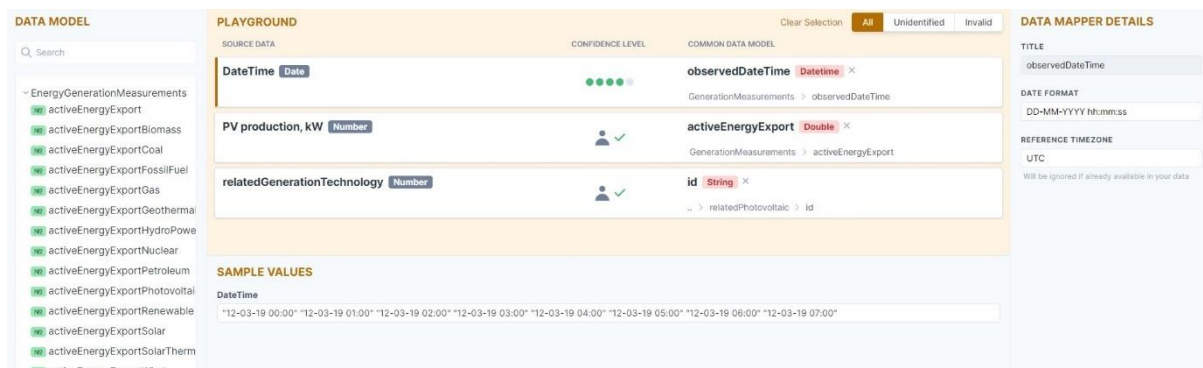 DATA MODEL
Search
EnergyGenerationMeasurements
activeEnergyExport
activeEnergyExportBiomass
activeEnergyExportCoal
activeEnergyExportFossilFuel
activeEnergyExportGas
activeEnergyExportGeothermal
activeEnergyExportHydroPowe
activeEnergyExportNuclear
activeEnergyExportPetroleum
activeEnergyExportPhotovoltai
activeEnergyExportRenewable
activeEnergyExportSolar
activeEnergyExportSolarTherm
PLAYGROUND
Clear Selection All Unidentified Invalid
SOURCE DATA CONFIDENCE LEVEL COMMON DATA MODEL
DateTime Date observedDateTime Datetime ×
GenerationMeasurements > observedDateTime
PV production, kW Number activeEnergyExport Double ×
GenerationMeasurements > activeEnergyExport
relatedGenerationTechnology Number id String ×
.. > relatedPhotovoltaic > id
SAMPLE VALUES
DateTime
"12-03-19 00:00" "12-03-19 01:00" "12-03-19 02:00" "12-03-19 03:00" "12-03-19 04:00" "12-03-19 05:00" "12-03-19 06:00" "12-03-19 07:00"
DATA MAPPER DETAILS
TITLE
observedDateTime
DATE FORMAT
DD-MM-YYYY hh:mm:ss
REFERENCE TIMEZONE
UTC
Will be ignored if already available in your data